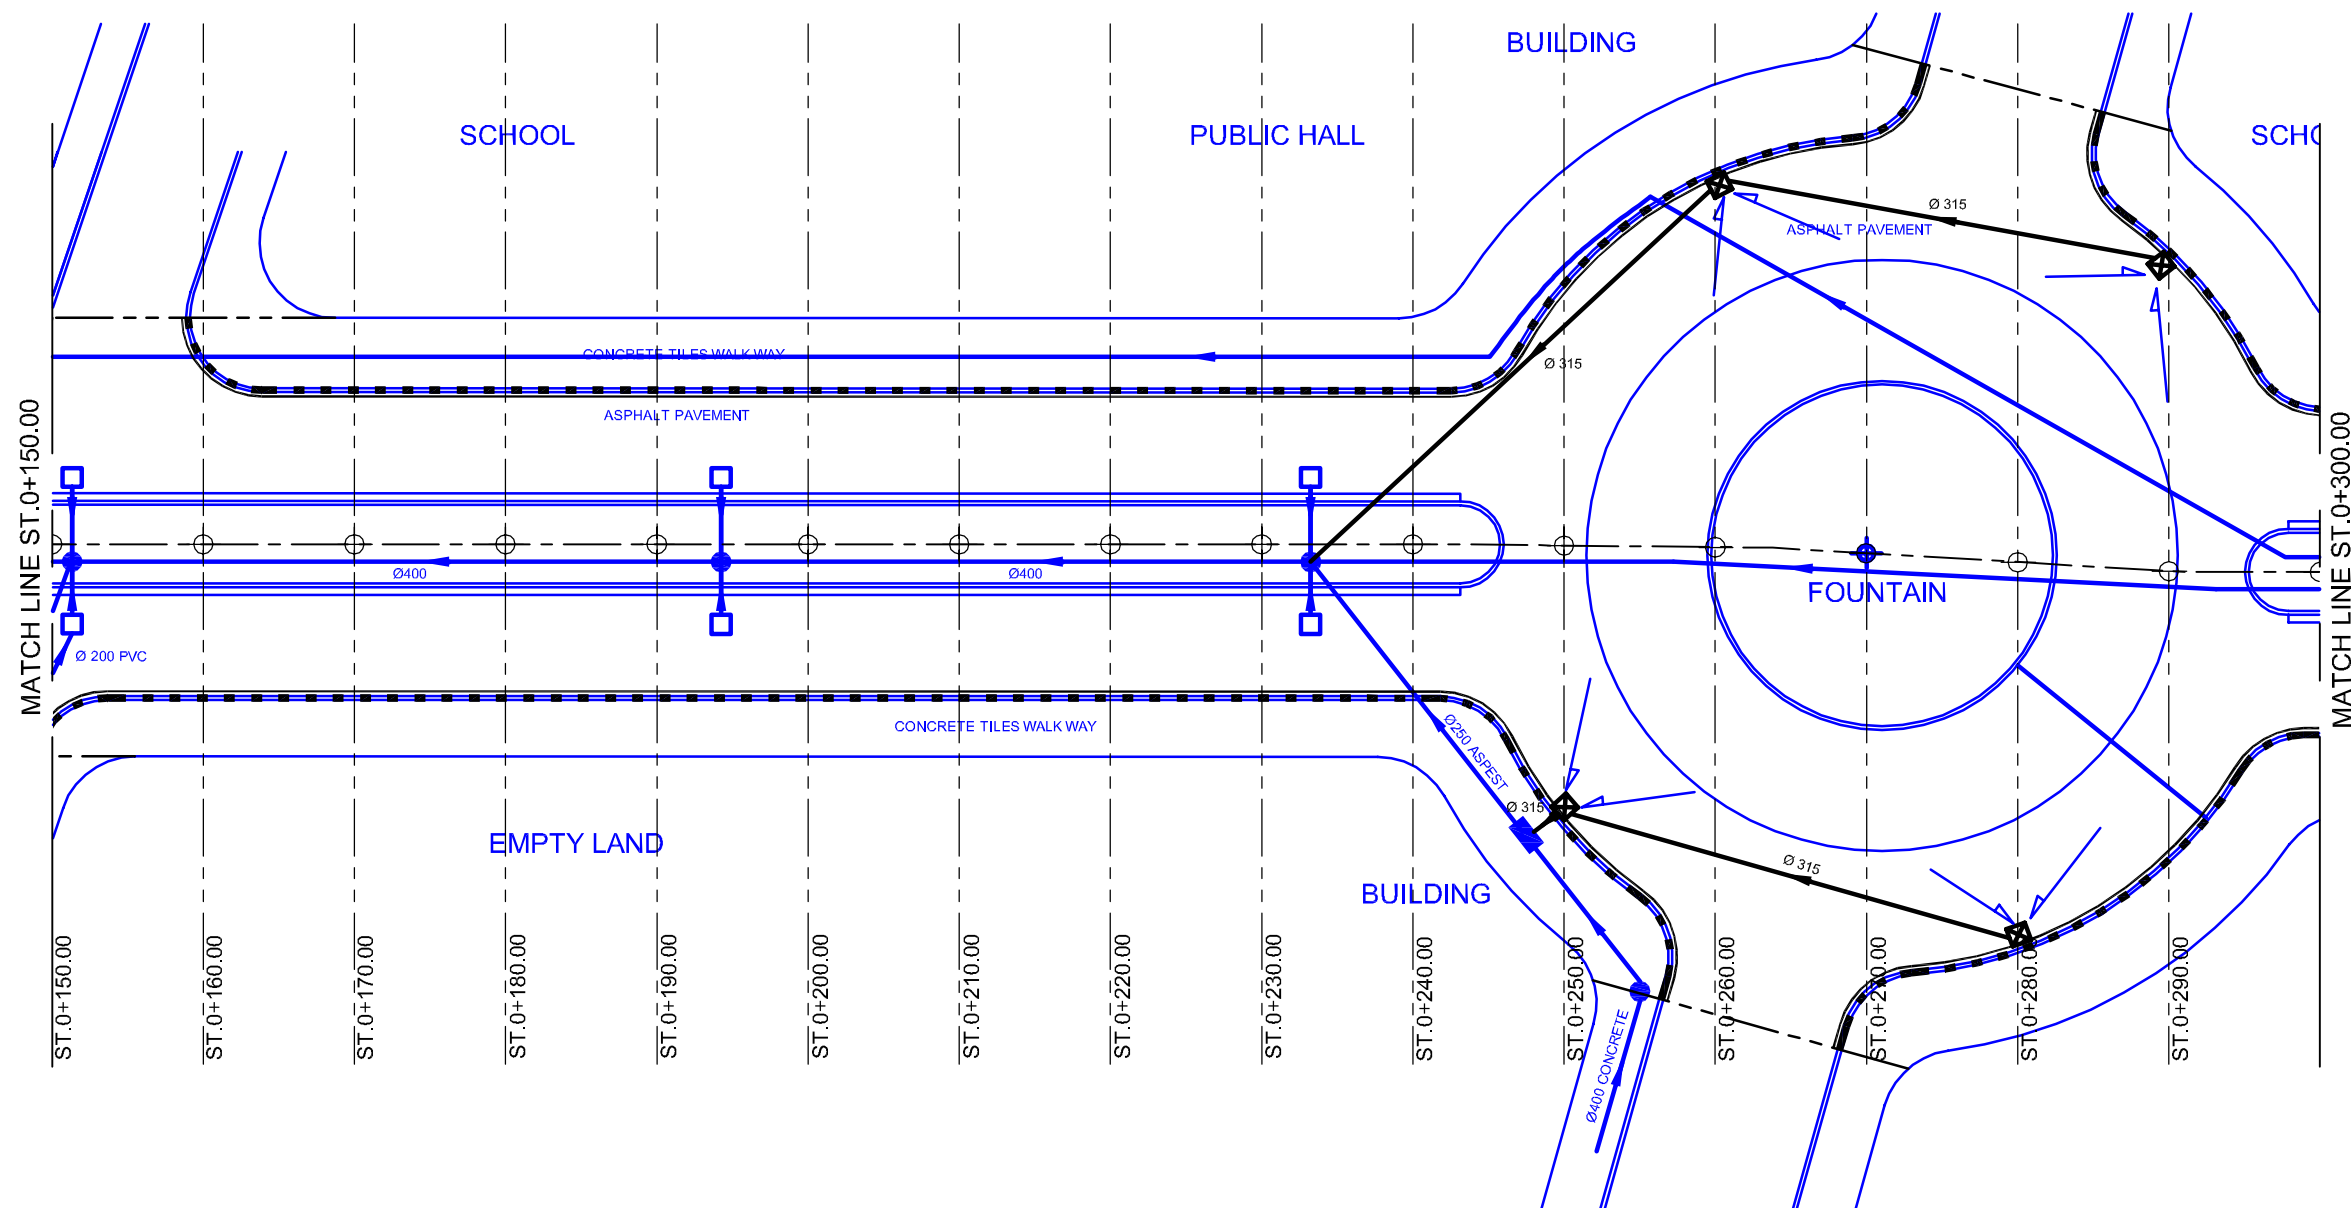 BUILDING
SCHOOL
PUBLIC HALL
SCHO
Ø 315
ASPHALT PAVEMENT
CONCRETE TILES WALK WAY
Ø 315
ASPHALT PAVEMENT
MATCH LINE ST.0+150.00
MATCH LINE ST.0+300.00
Ø400
Ø400
FOUNTAIN
Ø 200 PVC
CONCRETE TILES WALK WAY
Ø250 ASPEST
Ø 315
EMPTY LAND
Ø 315
BUILDING
ST.0+150.00
ST.0+160.00
ST.0+170.00
ST.0+180.00
ST.0+190.00
ST.0+200.00
ST.0+210.00
ST.0+220.00
ST.0+230.00
ST.0+240.00
ST.0+250.00
ST.0+260.00
ST.0+270.00
ST.0+280.00
ST.0+290.00
Ø400 CONCRETE